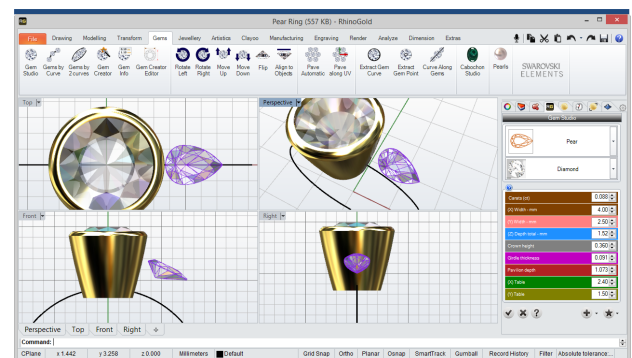 Pear Ring (557 KB) - RhinoGold
File Drawing Modelling Transform Gems Jewellery Artistics Clayoo Manufacturing Engraving Render Analyze Dimension Extras
Gem Studio
Gems by Curve
Gems by 2 curves
Gem Creator
Gem Info
Gem Creator Editor
Rotate Left
Rotate Right
Move Up
Move Down
Flip
Align to Objects
Pave Automatic
Pave along UV
Extract Gem Curve
Extract Gem Point
Curve Along Gems
Cabochon Studio
Pearls
SWAROVSKI
ELEMENTS
Top
Perspective
Front
Right
Gem Studio
Pear
Diamond
Carats (ct) 0.088
(X) Width - mm 4.00
(Y) Width - mm 2.50
(Z) Depth total - mm 1.52
Crown height 0.360
Girdle thickness 0.091
Pavilion depth 1.073
(X) Table 2.40
(Y) Table 1.50
Perspective Top Front Right
Command:
CPlane x 1.442 y 3.258 z 0.000 Millimeters Default Grid Snap Ortho Planar Osnap SmartTrack Gumball Record History Filter Absolute tolerance:...